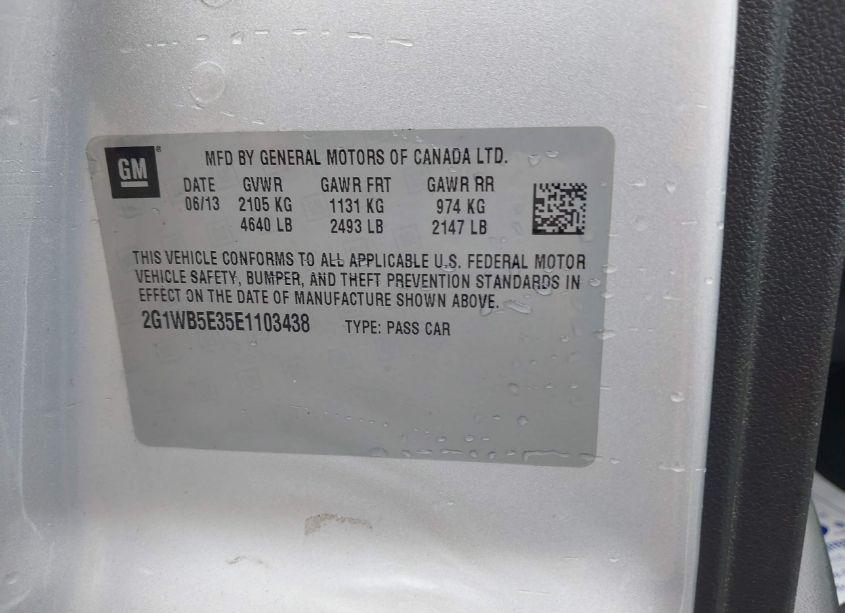 GM
MFD BY GENERAL MOTORS OF CANADA LTD.
DATE GVWR GAWR FRT GAWR RR
06/13 2105 KG 1131 KG 974 KG
4640 LB 2493 LB 2147 LB
THIS VEHICLE CONFORMS TO ALL APPLICABLE U.S. FEDERAL MOTOR
VEHICLE SAFETY, BUMPER, AND THEFT PREVENTION STANDARDS IN
EFFECT ON THE DATE OF MANUFACTURE SHOWN ABOVE.
2G1WB5E35E1103438 TYPE: PASS CAR